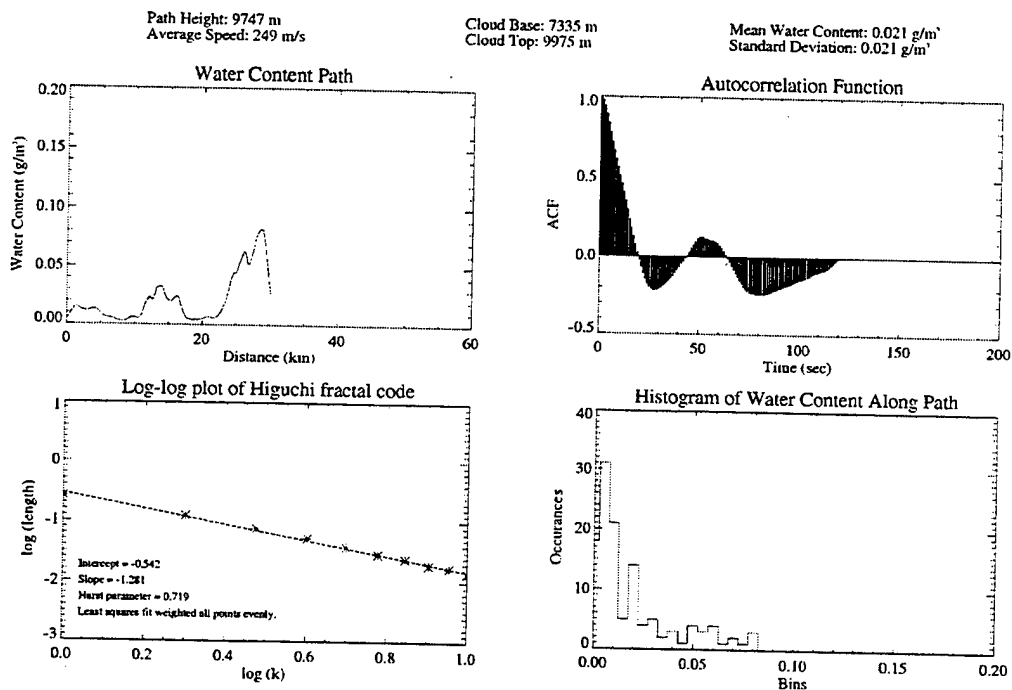 Path Height: 9747 m
Average Speed: 249 m/s
Cloud Base: 7335 m
Cloud Top: 9975 m
Mean Water Content: 0.021 g/m'
Standard Deviation: 0.021 g/m'
Water Content Path
0.20
0.15
0.10
0.05
0.00
Water Content (g/m')
0
20
40
60
Distance (km)
Autocorrelation Function
1.0
0.5
0.0
-0.5
ACF
0
50
100
150
200
Time (sec)
Log-log plot of Higuchi fractal code
1
0
-1
-2
-3
log (length)
Intercept = -0.542
Slope = -1.281
Hurst parameter = 0.719
Least squares fit weighted all points evenly.
0.0
0.2
0.4
0.6
0.8
1.0
log (k)
Histogram of Water Content Along Path
40
30
20
10
0
Occurances
0.00
0.05
0.10
0.15
0.20
Bins